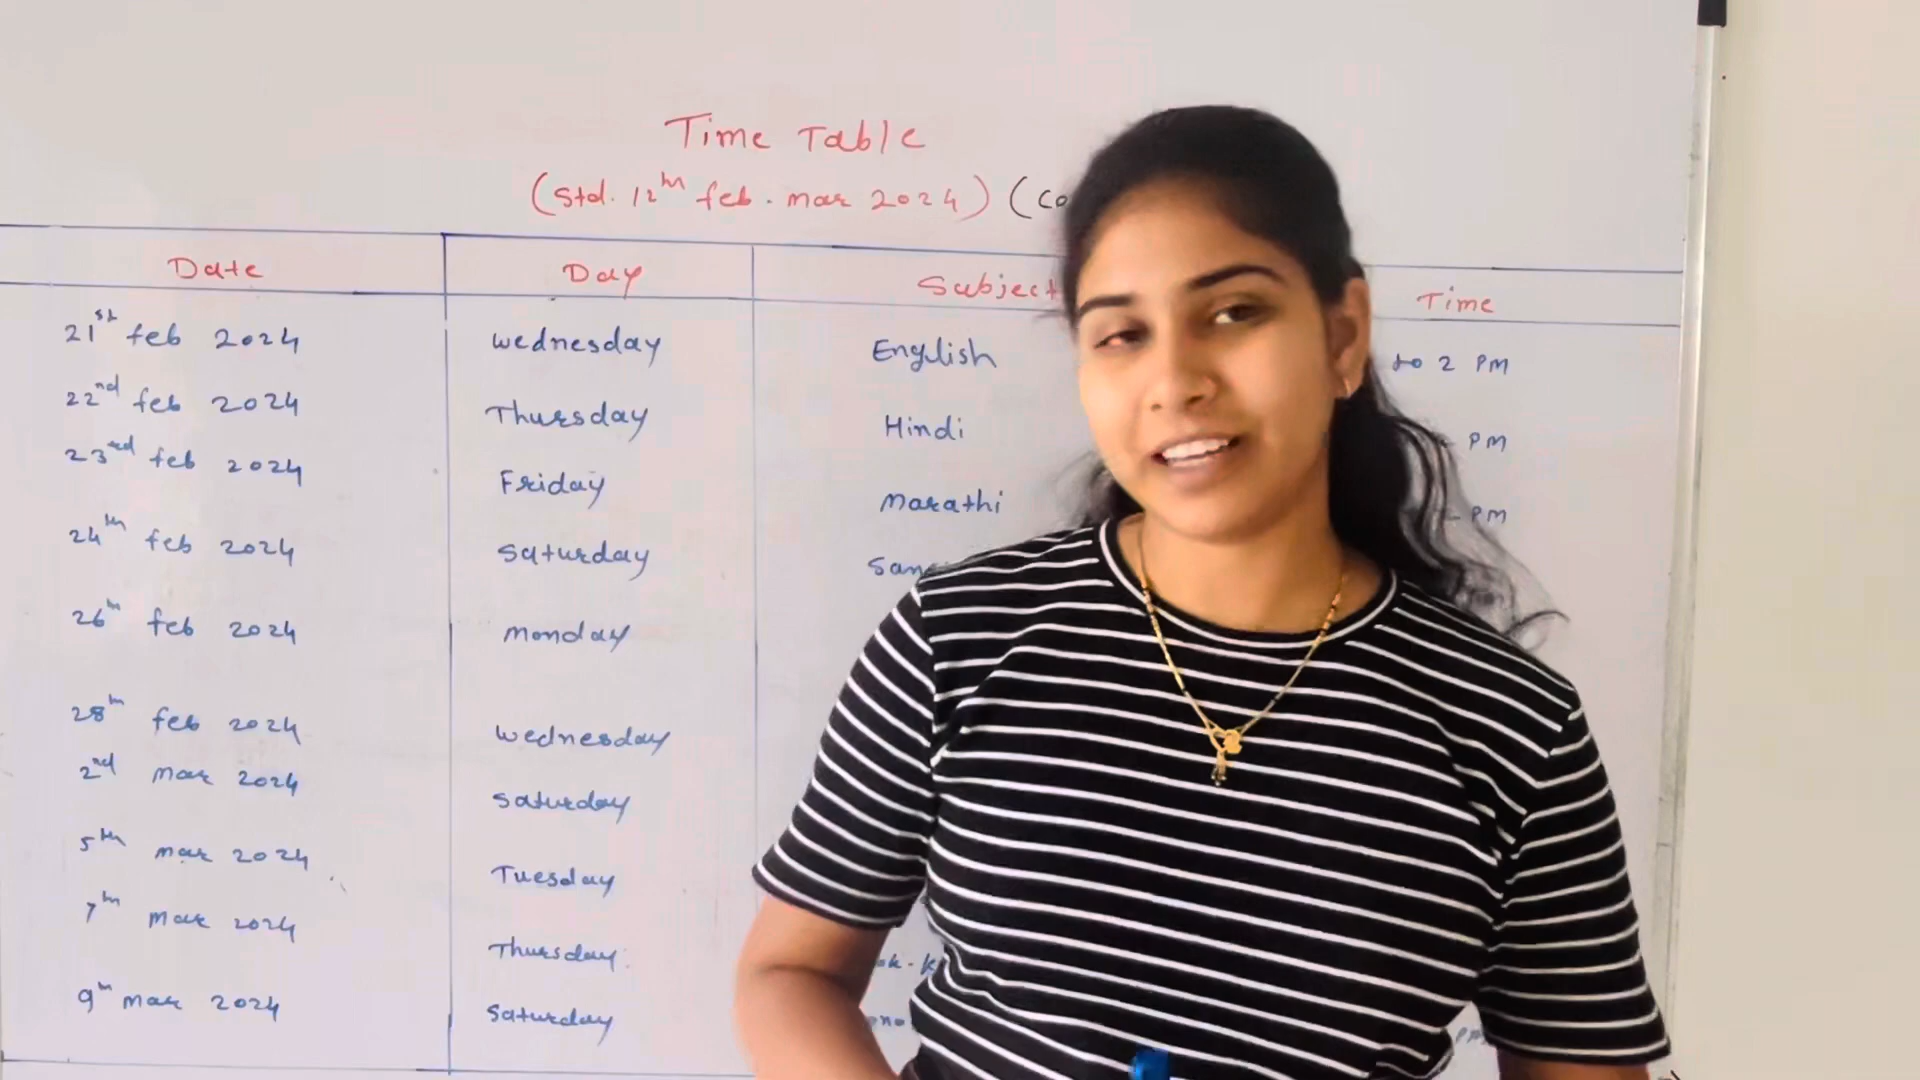 Time Table
(Std. 12th feb. mar 2024) (Co
Date Day Subject Time
21st feb 2024 wednesday English to 2 PM
22nd feb 2024 Thursday Hindi PM
23rd feb 2024 Friday Marathi PM
24th feb 2024 Saturday San
26th feb 2024 monday
28th feb 2024 wednesday
2nd mar 2024 Saturday
5th mar 2024 Tuesday
7th mar 2024 Thursday ok-k
9th mar 2024 Saturday PM